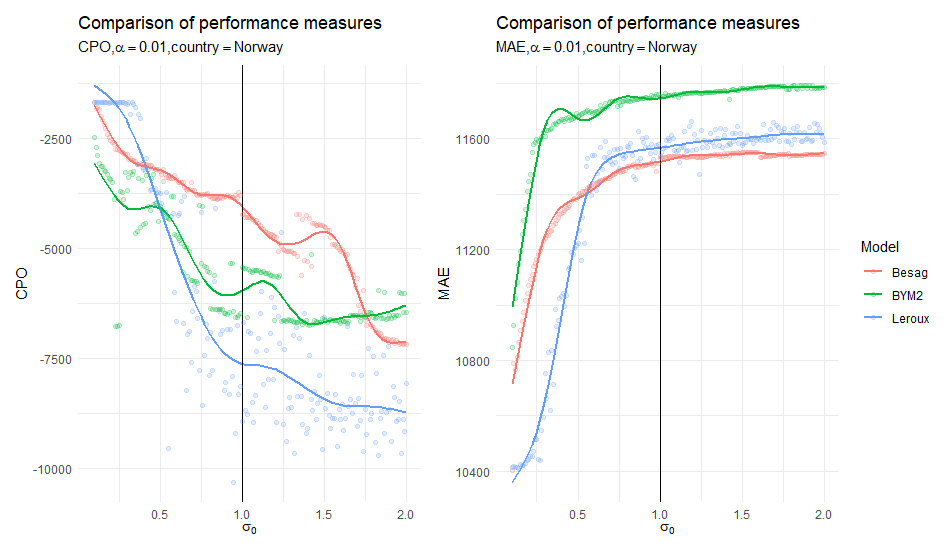 Comparison of performance measures
CPO,α = 0.01,country = Norway
CPO
-2500
-5000
-7500
-10000
0.5
1.0
1.5
2.0
σ0
Comparison of performance measures
MAE,α = 0.01,country = Norway
MAE
11600
11200
10800
10400
0.5
1.0
1.5
2.0
σ0
Model
Besag
BYM2
Leroux